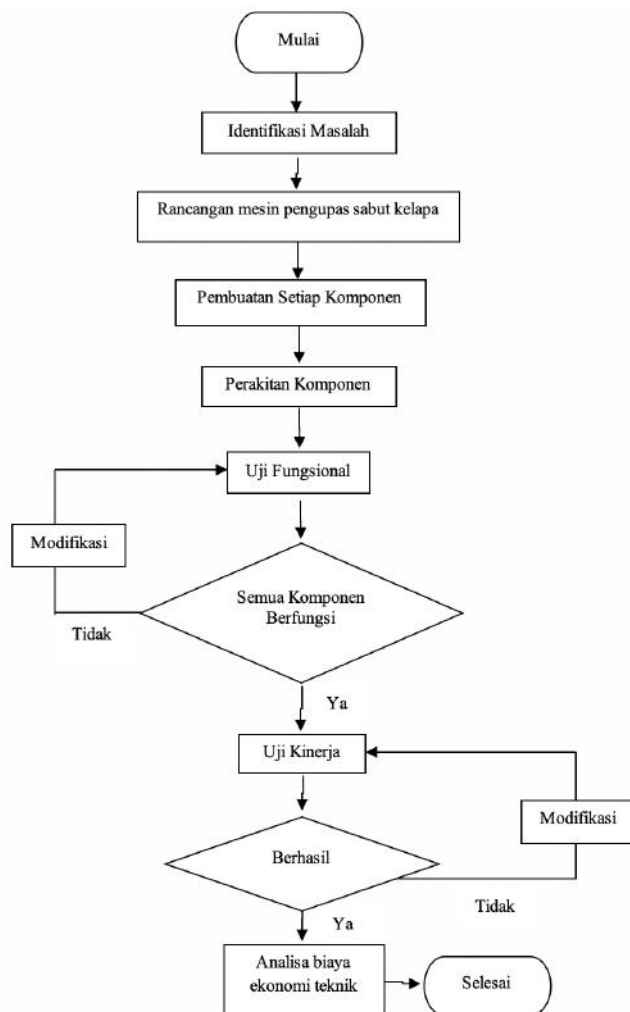 Mulai
Identifikasi Masalah
Rancangan mesin pengupas sabut kelapa
Pembuatan Setiap Komponen
Perakitan Komponen
Uji Fungsional
Modifikasi
Semua Komponen
Berfungsi
Tidak
Ya
Uji Kinerja
Modifikasi
Berhasil
Tidak
Ya
Analisa biaya
ekonomi teknik
Selesai